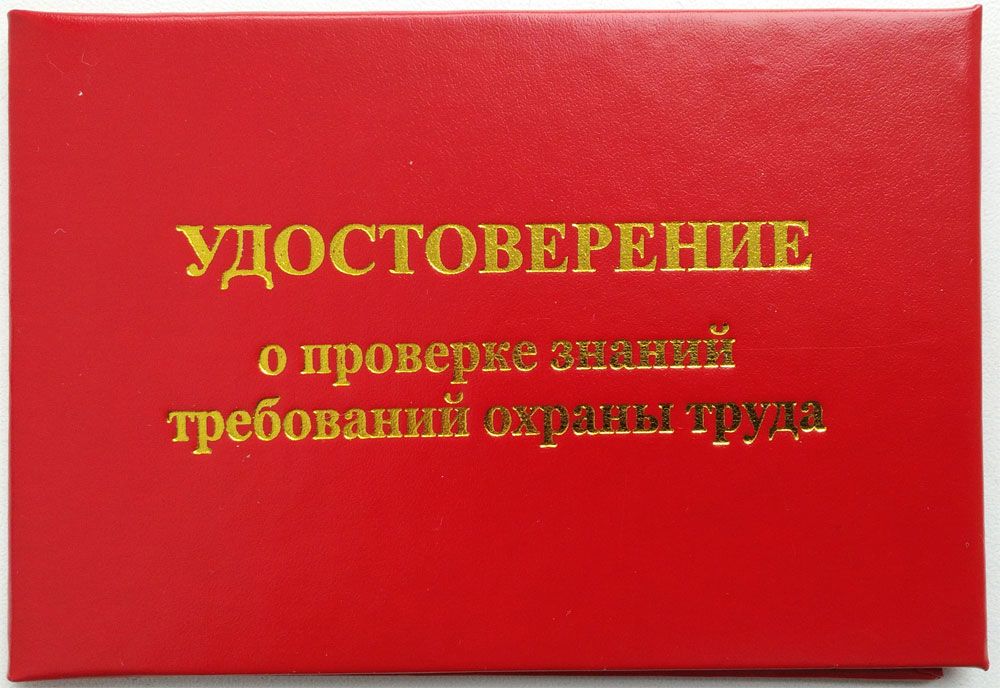 УДОСТОВЕРЕНИЕ
о проверке знаний
требований охраны труда